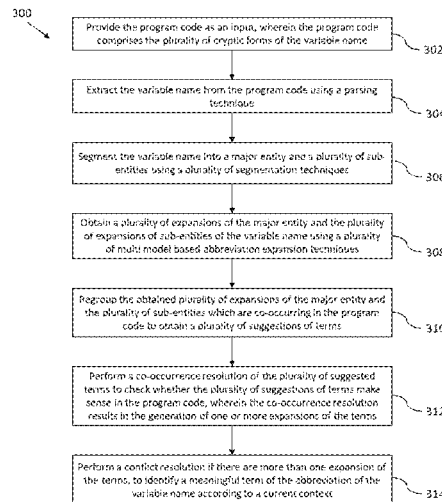 300
Provide the program code as an input, wherein the program code
comprises the plurality of cryptic forms of the variable name
302
Extract the variable name from the program code using a parsing
technique
304
Segment the variable name into a major entity and a plurality of sub-
entities using a plurality of segmentation techniques
306
Obtain a plurality of expansions of the major entity and the plurality
of expansions of sub-entities of the variable name using a plurality
of multi model based abbreviation expansion techniques
308
Regroup the obtained plurality of expansions of the major entity and
the plurality of sub-entities which are co-occurring in the program
code to obtain a plurality of suggestions of terms
310
Perform a co-occurrence resolution of the plurality of suggested
terms to check whether the plurality of suggestions of terms make
sense in the program code, wherein the co-occurrence resolution
results in the generation of one or more expansions of the terms
312
Perform a conflict resolution if there are more than one expansion of
the terms, to identify a meaningful term of the abbreviation of the
variable name according to a current context
314